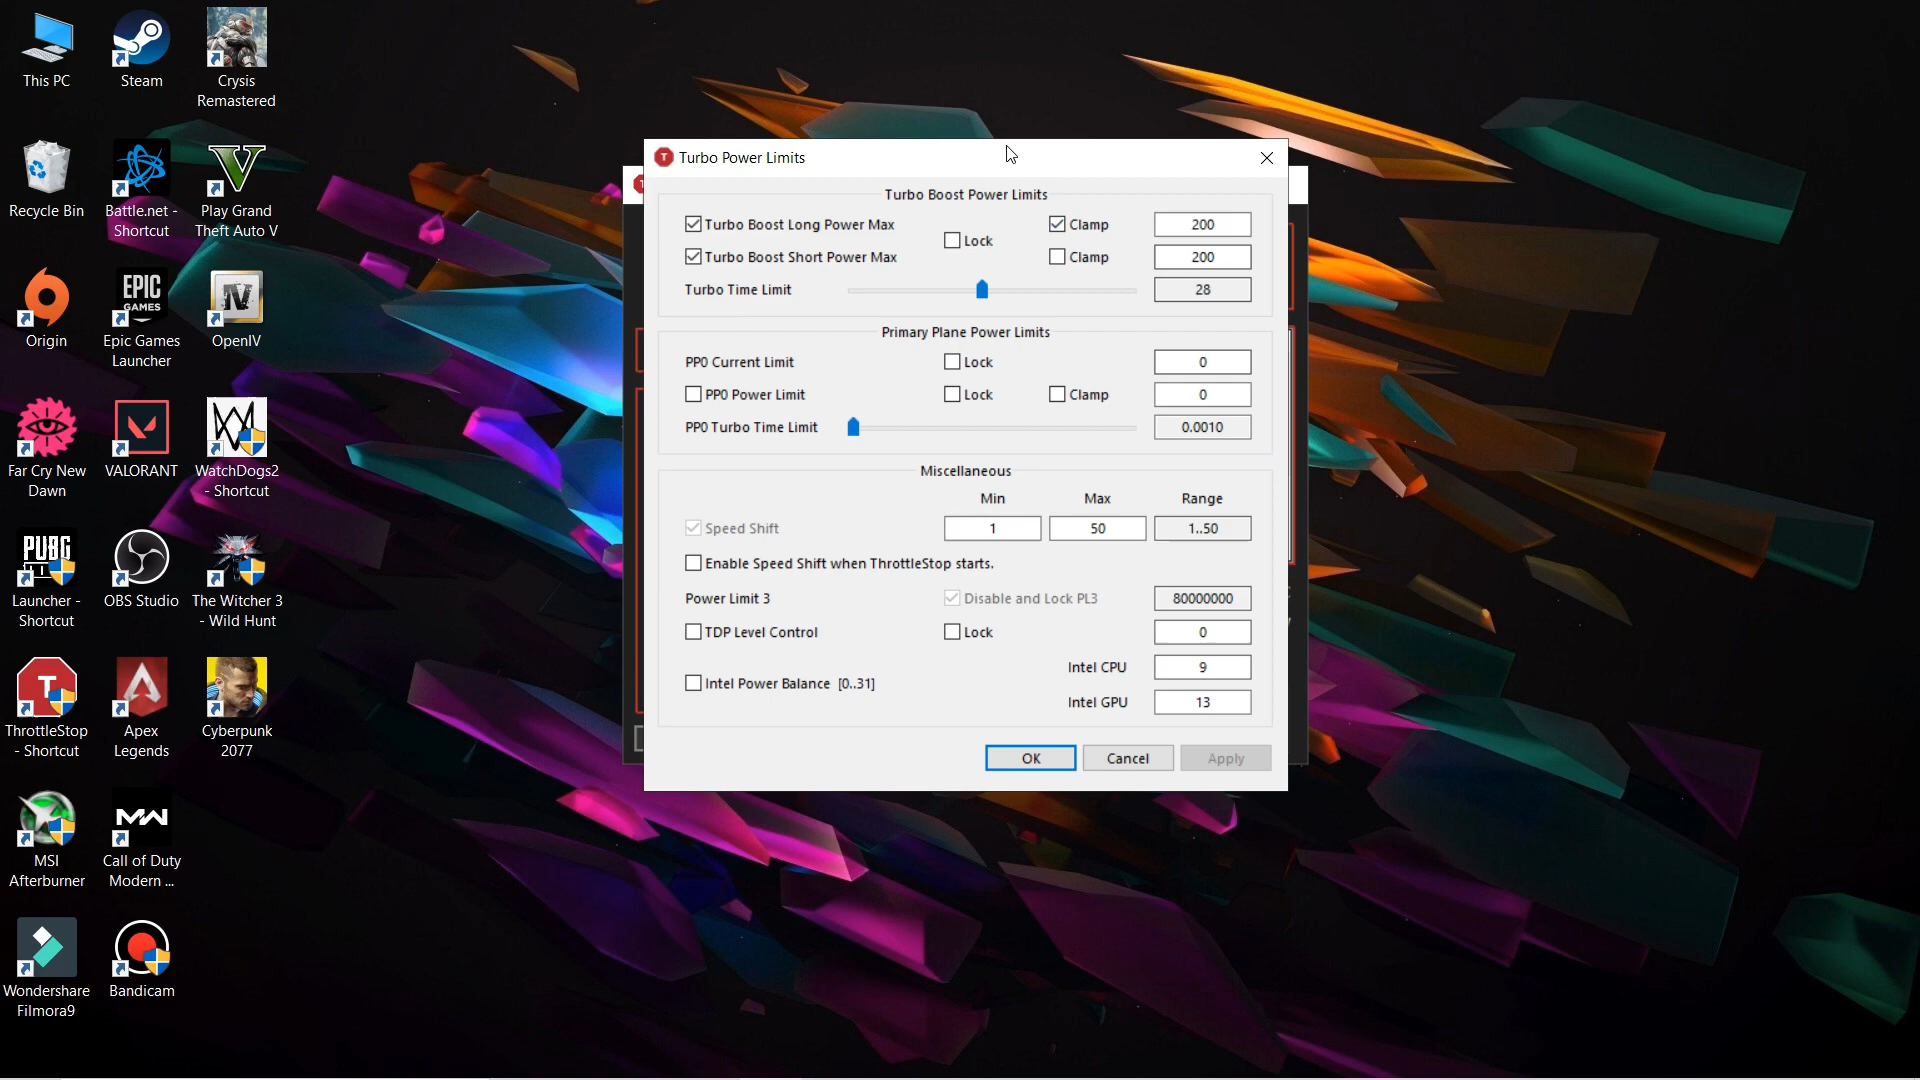 This PC
Steam
Crysis
Remastered
Recycle Bin
Battle.net -
Shortcut
Play Grand
Theft Auto V
Origin
EPIC
GAMES
Epic Games
Launcher
OpenIV
Far Cry New
Dawn
VALORANT
WatchDogs2
- Shortcut
PUBG
Launcher -
Shortcut
OBS Studio
The Witcher 3
- Wild Hunt
ThrottleStop
- Shortcut
Apex
Legends
Cyberpunk
2077
MSI
Afterburner
MW
Call of Duty
Modern ...
Wondershare
Filmora9
Bandicam
T Turbo Power Limits
Turbo Boost Power Limits
Turbo Boost Long Power Max Clamp 200
Lock
Turbo Boost Short Power Max Clamp 200
Turbo Time Limit 28
Primary Plane Power Limits
PP0 Current Limit Lock 0
PP0 Power Limit Lock Clamp 0
PP0 Turbo Time Limit 0.0010
Miscellaneous
Min Max Range
Speed Shift 1 50 1..50
Enable Speed Shift when ThrottleStop starts.
Power Limit 3 Disable and Lock PL3 80000000
TDP Level Control Lock 0
Intel CPU 9
Intel Power Balance [0..31]
Intel GPU 13
OK Cancel Apply